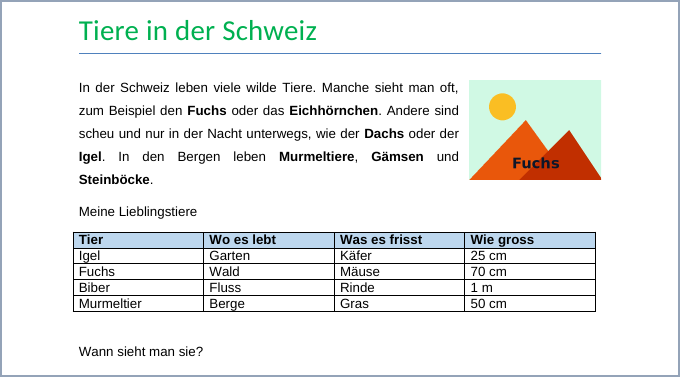 Tiere in der Schweiz
In der Schweiz leben viele wilde Tiere. Manche sieht man oft,
zum Beispiel den Fuchs oder das Eichhörnchen. Andere sind
scheu und nur in der Nacht unterwegs, wie der Dachs oder der
Igel. In den Bergen leben Murmeltiere, Gämsen und
Steinböcke.
Fuchs
Meine Lieblingstiere
Tier Wo es lebt Was es frisst Wie gross
Igel Garten Käfer 25 cm
Fuchs Wald Mäuse 70 cm
Biber Fluss Rinde 1 m
Murmeltier Berge Gras 50 cm
Wann sieht man sie?